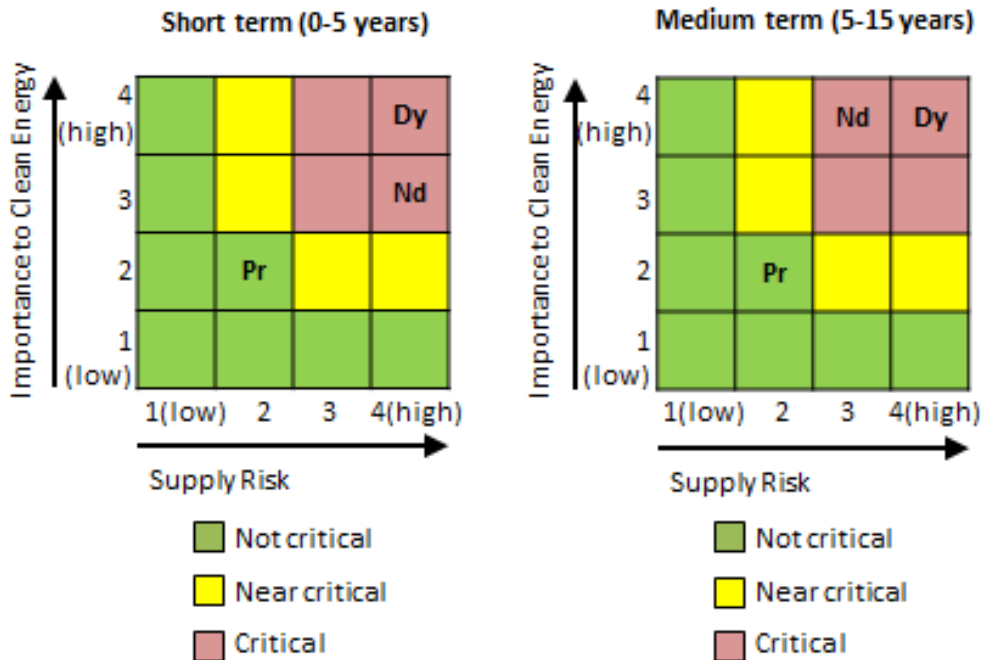 Short term (0-5 years)
Importance to Clean Energy
4
(high)
3
2
1
(low)
Dy
Nd
Pr
1(low) 2 3 4(high)
Supply Risk
Not critical
Near critical
Critical
Medium term (5-15 years)
Importance to Clean Energy
4
(high)
3
2
1
(low)
Nd Dy
Pr
1(low) 2 3 4(high)
Supply Risk
Not critical
Near critical
Critical